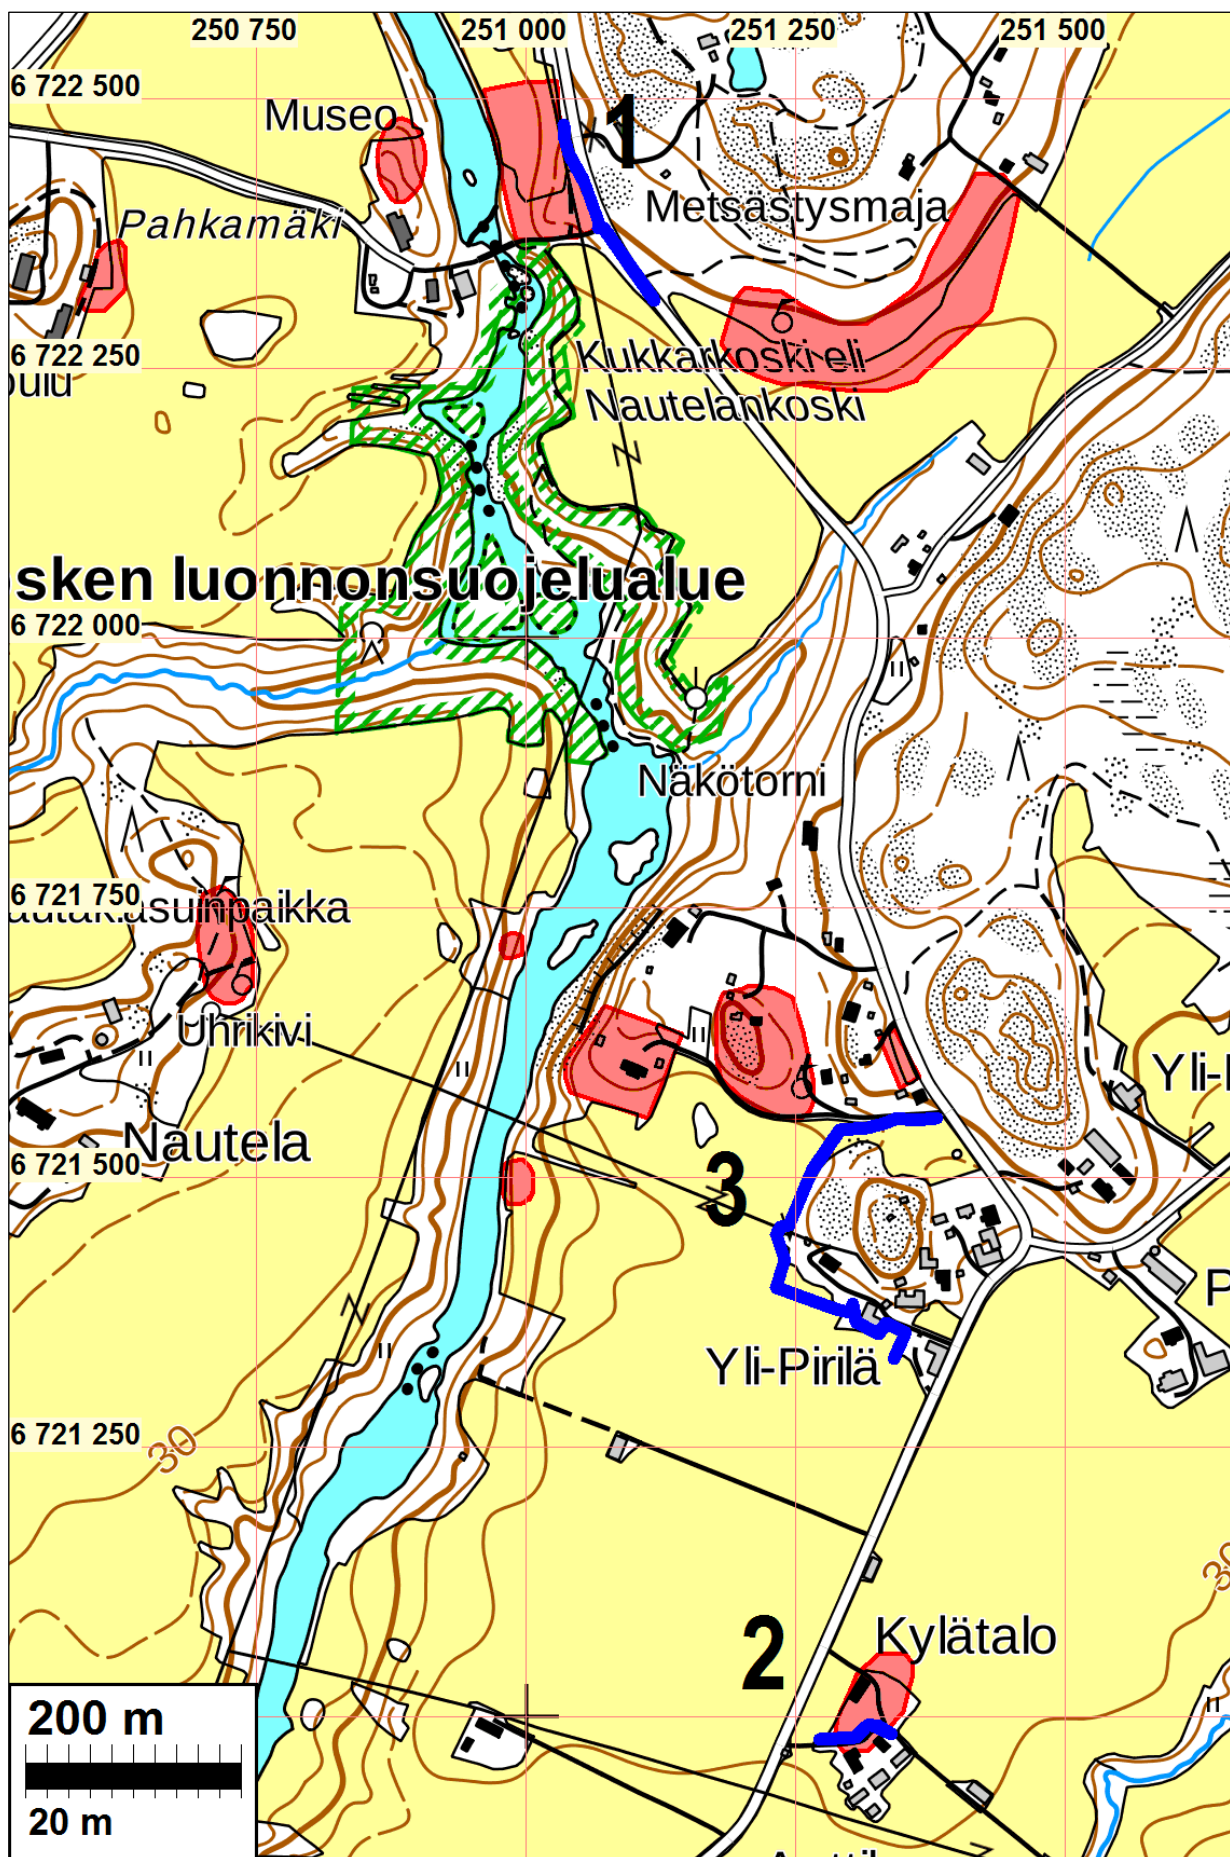 250 750
251 000
251 250
251 500
6 722 500
Museo
1
Metsästysmaja
Pahkamäki
6 722 250
Kukkarkoski eli
Nautelankoski
sken luonnonsuojelualue
6 722 000
Näkötorni
6 721 750
asuinpaikka
Uhrikivi
Yli-
Nautela
6 721 500
3
P
Yli-Pirilä
6 721 250
30
30
2
Kylätalo
200 m
20 m